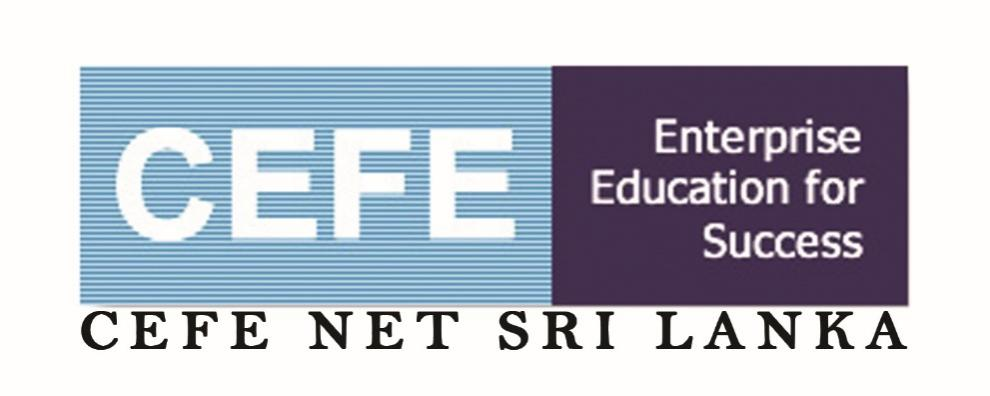 CEFE
Enterprise
Education for
Success
CEFE NET SRI LANKA